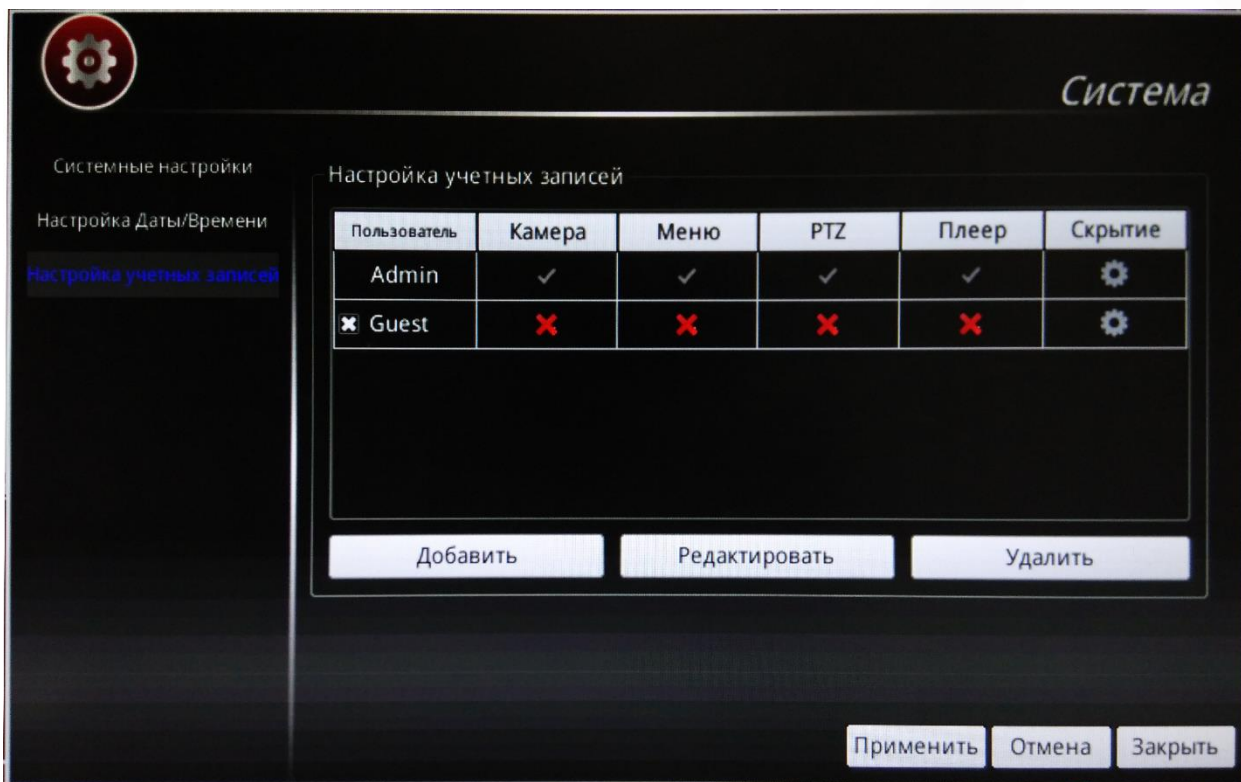 Система
Системные настройки
Настройка Даты/Времени
Настройка учетных записей
Настройка учетных записей
Пользователь Камера Меню PTZ Плеер Скрытие
Admin
Guest
Добавить Редактировать Удалить
Применить Отмена Закрыть